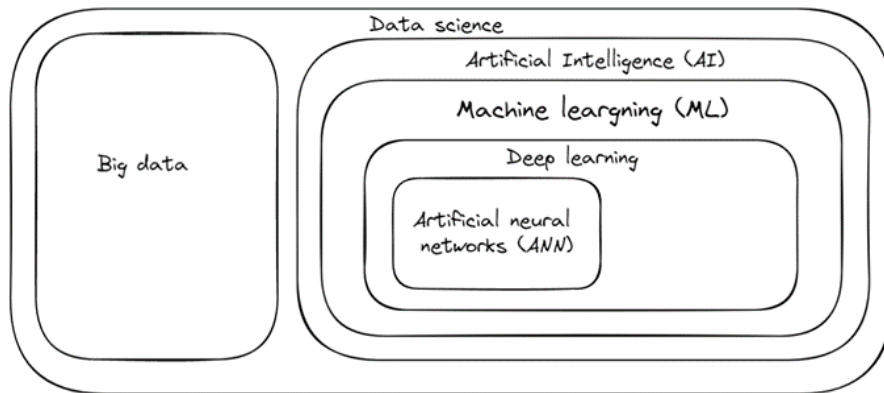 Data science
Artificial Intelligence (AI)
Machine leargning (ML)
Deep learning
Big data
Artificial neural
networks (ANN)